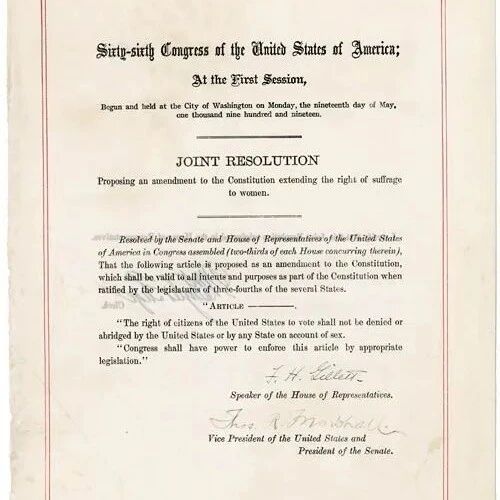 Sixty-sixth Congress of the United States of America;
At the First Session,
Begun and held at the City of Washington on Monday, the nineteenth day of May,
one thousand nine hundred and nineteen.
JOINT RESOLUTION
Proposing an amendment to the Constitution extending the right of suffrage
to women.
Resolved by the Senate and House of Representatives of the United States
of America in Congress assembled (two-thirds of each House concurring therein),
That the following article is proposed as an amendment to the Constitution,
which shall be valid to all intents and purposes as part of the Constitution when
ratified by the legislatures of three-fourths of the several States.
"ARTICLE ————.
"The right of citizens of the United States to vote shall not be denied or
abridged by the United States or by any State on account of sex.
"Congress shall have power to enforce this article by appropriate
legislation."
F. H. Gillett
Speaker of the House of Representatives.
Thos. R. Marshall
Vice President of the United States and
President of the Senate.